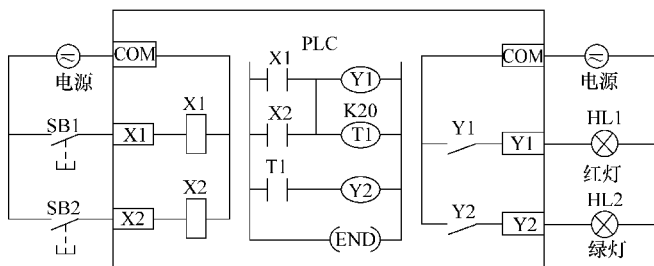 PLC
COM
电源
SB1
X1
X1
SB2
X2
X2
X1
Y1
X2
K20
T1
T1
Y2
END
COM
电源
Y1
Y1
HL1
红灯
Y2
Y2
HL2
绿灯